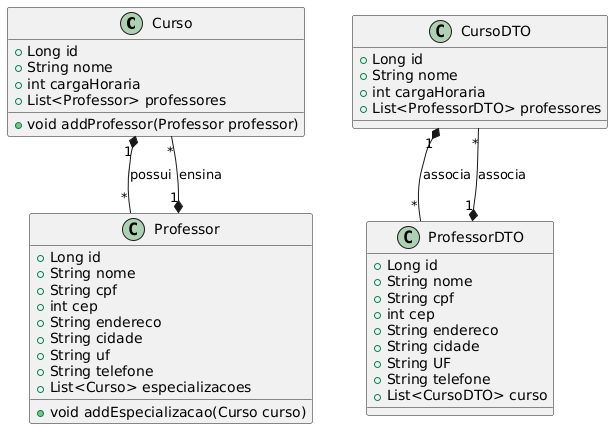 C Curso
Long id
String nome
int cargaHoraria
List<Professor> professores
void addProfessor(Professor professor)
1
*
possui
ensina
*
1
C Professor
Long id
String nome
String cpf
int cep
String endereco
String cidade
String uf
String telefone
List<Curso> especializacoes
void addEspecializacao(Curso curso)
C CursoDTO
Long id
String nome
int cargaHoraria
List<ProfessorDTO> professores
1
*
associa
associa
*
1
C ProfessorDTO
Long id
String nome
String cpf
int cep
String endereco
String cidade
String UF
String telefone
List<CursoDTO> curso